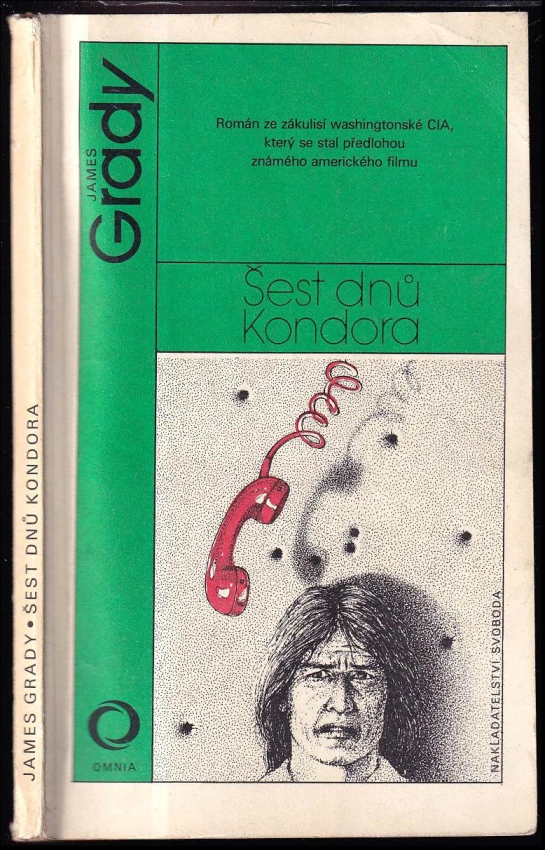 JAMES GRADY • ŠEST DNŮ KONDORA
JAMES
Grady
Román ze zákulisí washingtonské CIA,
který se stal předlohou
známého amerického filmu
Šest dnů
Kondora
NAKLADATELSTVÍ SVOBODA
OMNIA